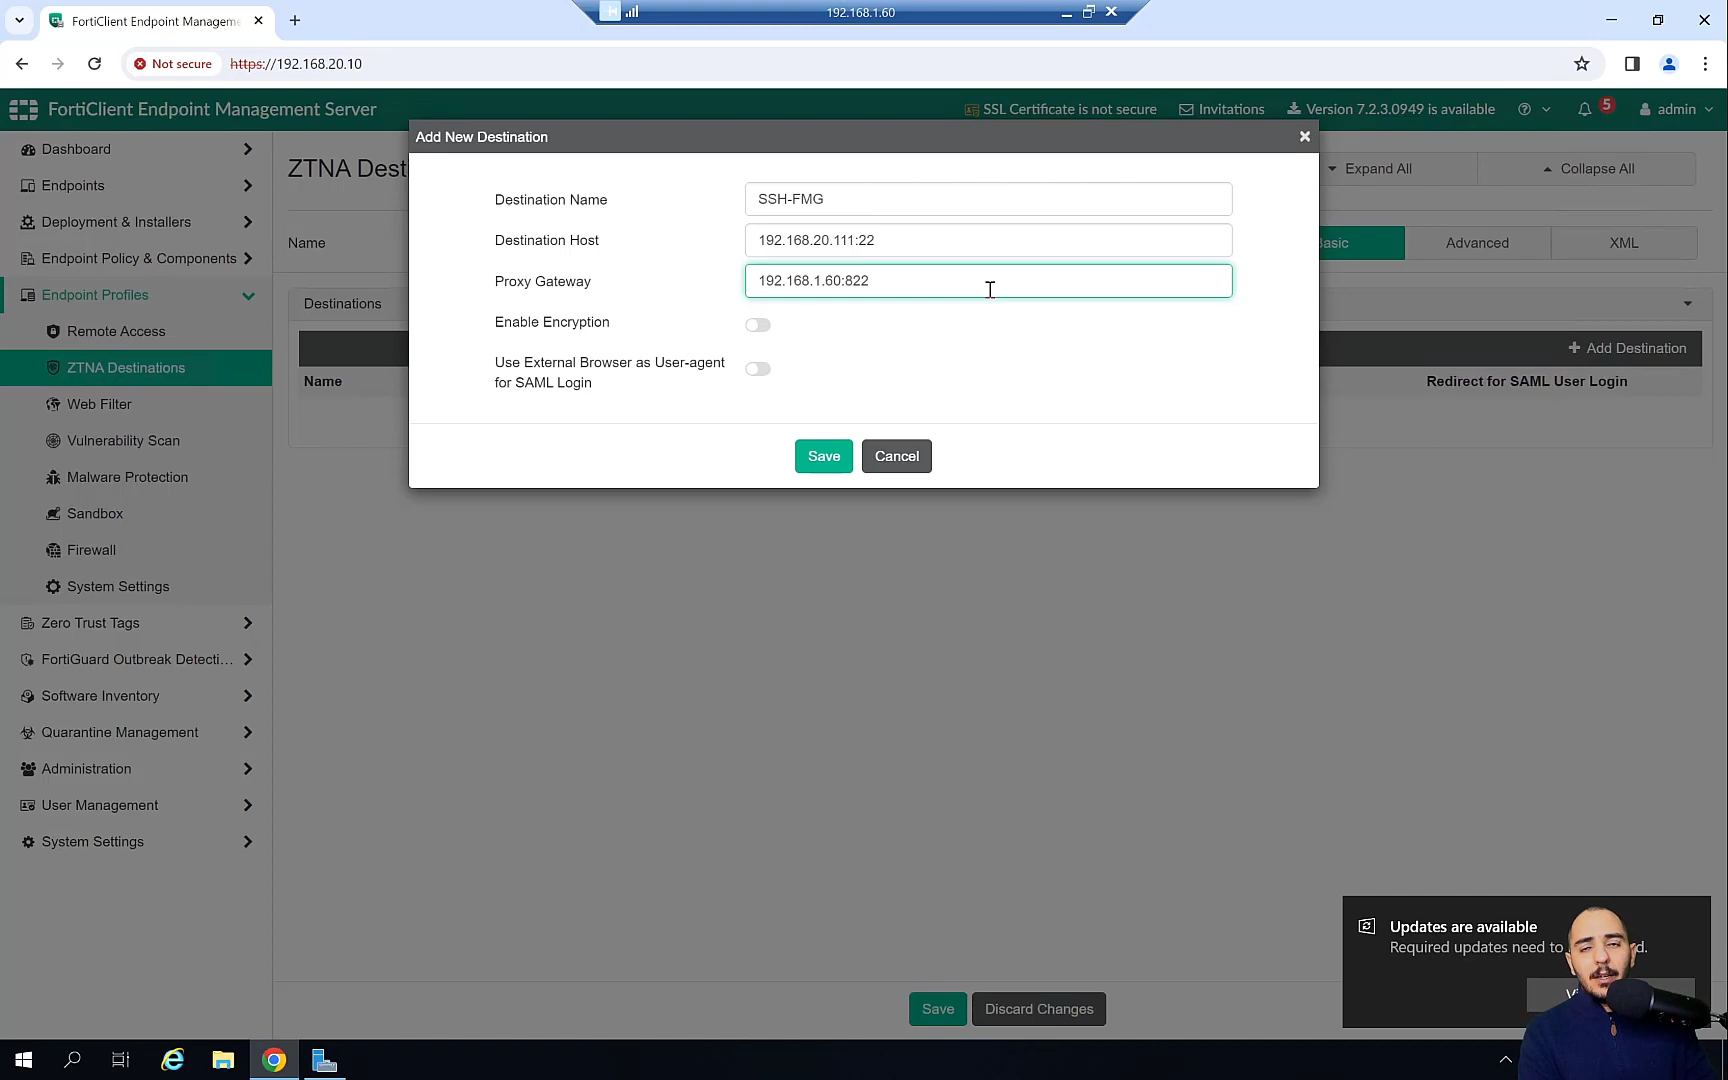 FortiClient Endpoint Manageme
192.168.1.60
Not secure https://192.168.20.10
FortiClient Endpoint Management Server
SSL Certificate is not secure
Invitations
Version 7.2.3.0949 is available
5
admin
Dashboard
Endpoints
Deployment & Installers
Endpoint Policy & Components
Endpoint Profiles
Remote Access
ZTNA Destinations
Web Filter
Vulnerability Scan
Malware Protection
Sandbox
Firewall
System Settings
Zero Trust Tags
FortiGuard Outbreak Detecti...
Software Inventory
Quarantine Management
Administration
User Management
System Settings
ZTNA Dest
Expand All
Collapse All
Name
Basic
Advanced
XML
Destinations
Add Destination
Name
Redirect for SAML User Login
Add New Destination
Destination Name
SSH-FMG
Destination Host
192.168.20.111:22
Proxy Gateway
192.168.1.60:822
Enable Encryption
Use External Browser as User-agent
for SAML Login
Save
Cancel
Save
Discard Changes
Updates are available
Required updates need to